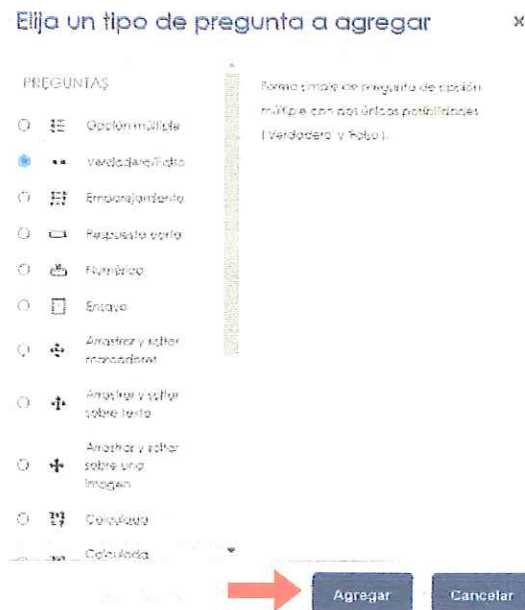 Elija un tipo de pregunta a agregar
x
PREGUNTAS
Opción múltiple
Verdadero/Falso
Emparejamiento
Respuesta corta
Numérica
Ensayo
Arrastrar y soltar
marcadores
Arrastrar y soltar
sobre texto
Arrastrar y soltar
sobre una
imagen
Calculada
Calculada
Forma simple de pregunta de opción
múltiple con dos únicas posibilidades
('Verdadero' y 'Falso').
Agregar
Cancelar